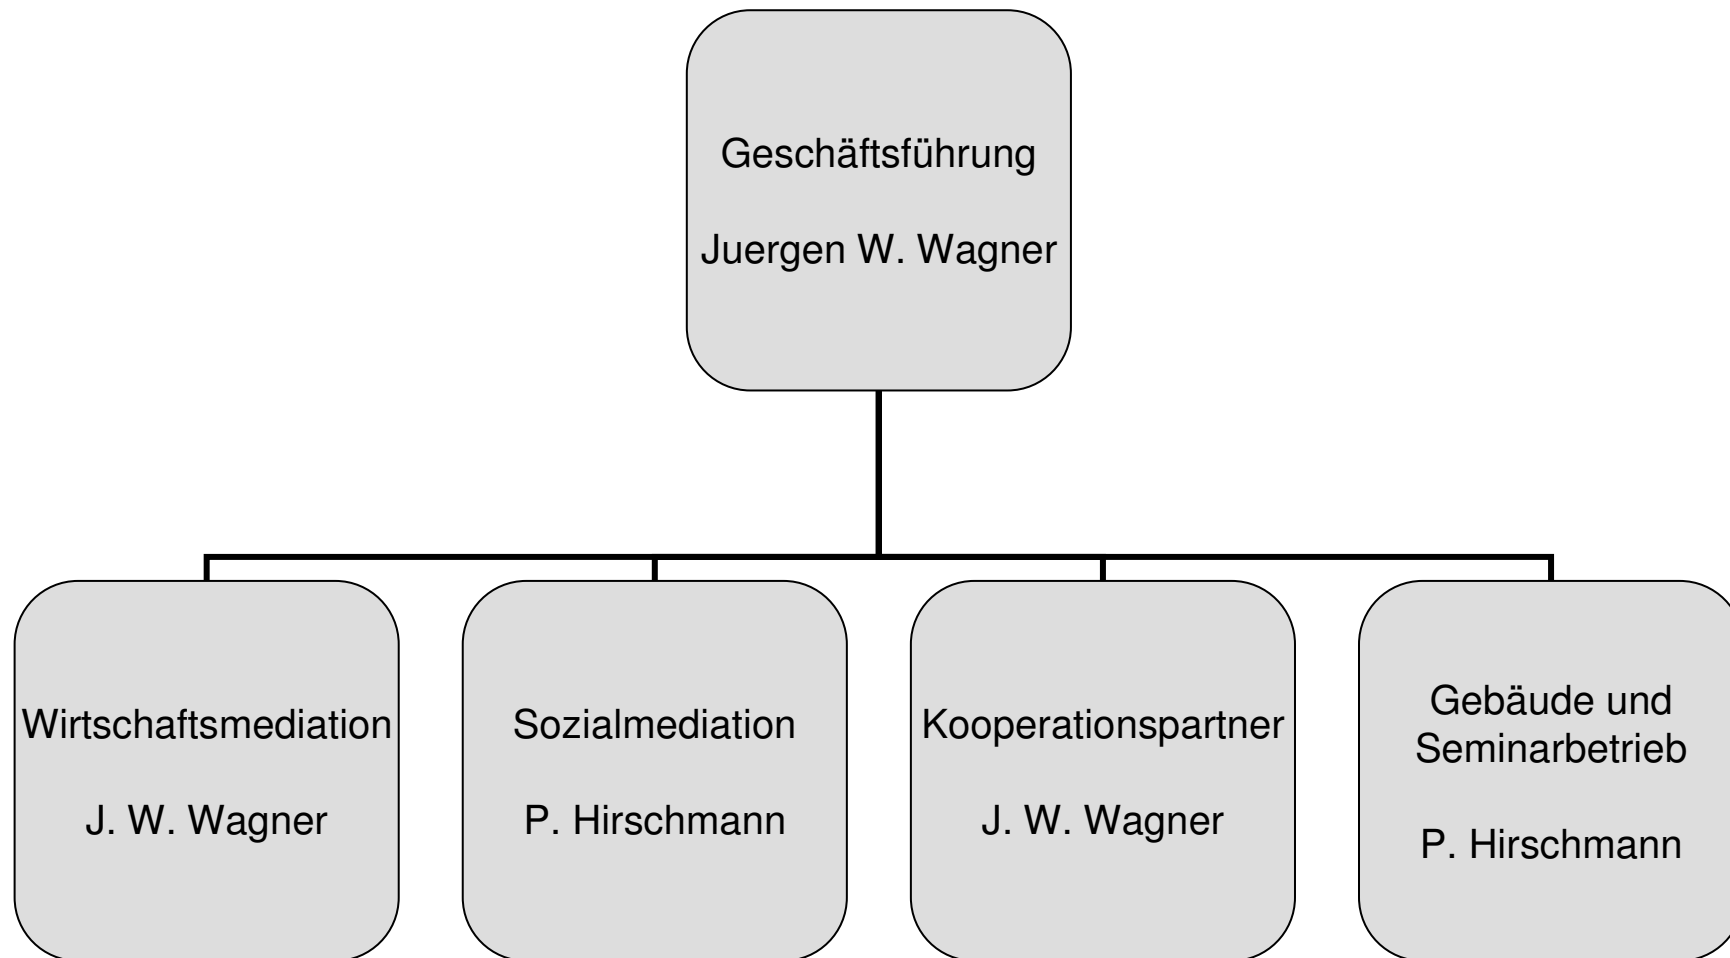 Geschäftsführung
Juergen W. Wagner
Wirtschaftsmediation
J. W. Wagner
Sozialmediation
P. Hirschmann
Kooperationspartner
J. W. Wagner
Gebäude und
Seminarbetrieb
P. Hirschmann